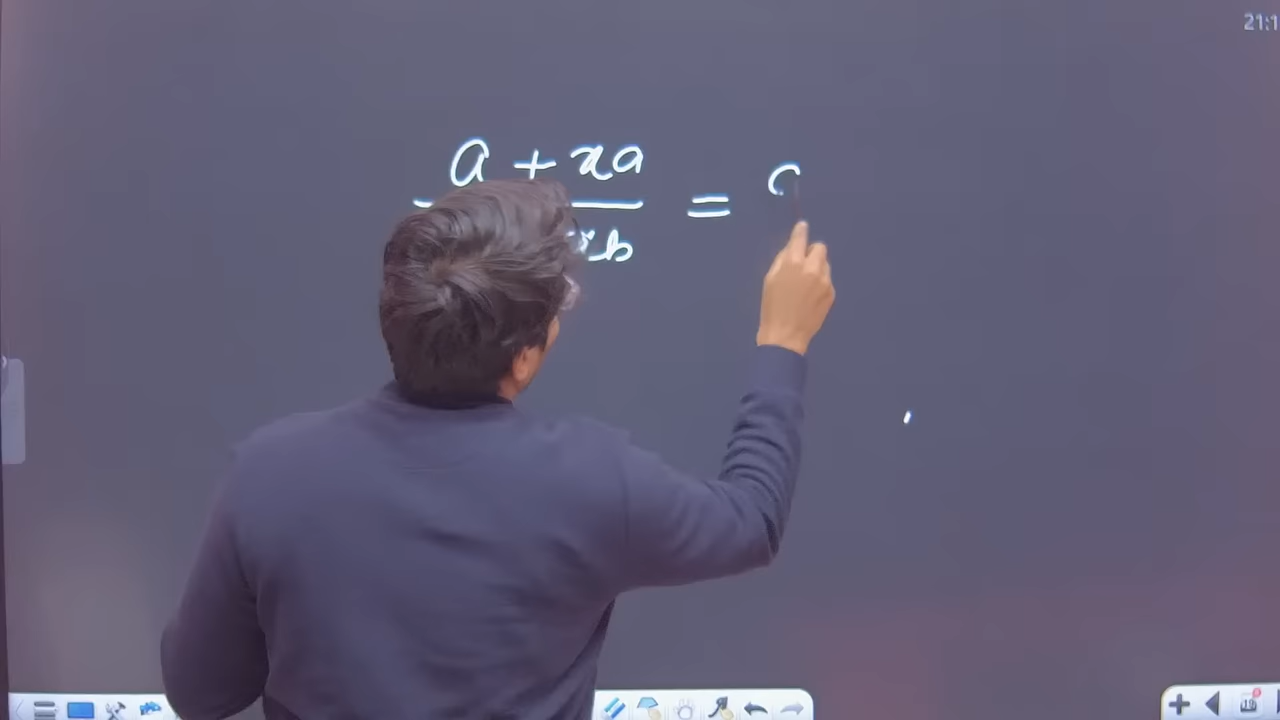 21:1
a + xa
=
b